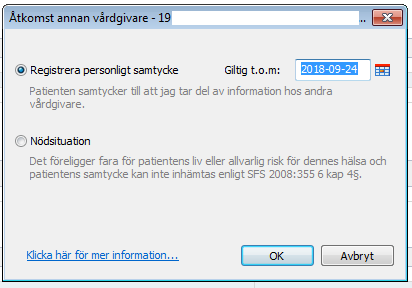 Åtkomst annan vårdgivare - 19 ..
Registrera personligt samtycke Giltig t.o.m: 2018-09-24
Patienten samtycker till att jag tar del av information hos andra
vårdgivare.
Nödsituation
Det föreligger fara för patientens liv eller allvarlig risk för dennes hälsa och
patientens samtycke kan inte inhämtas enligt SFS 2008:355 6 kap 4§.
Klicka här för mer information... OK Avbryt